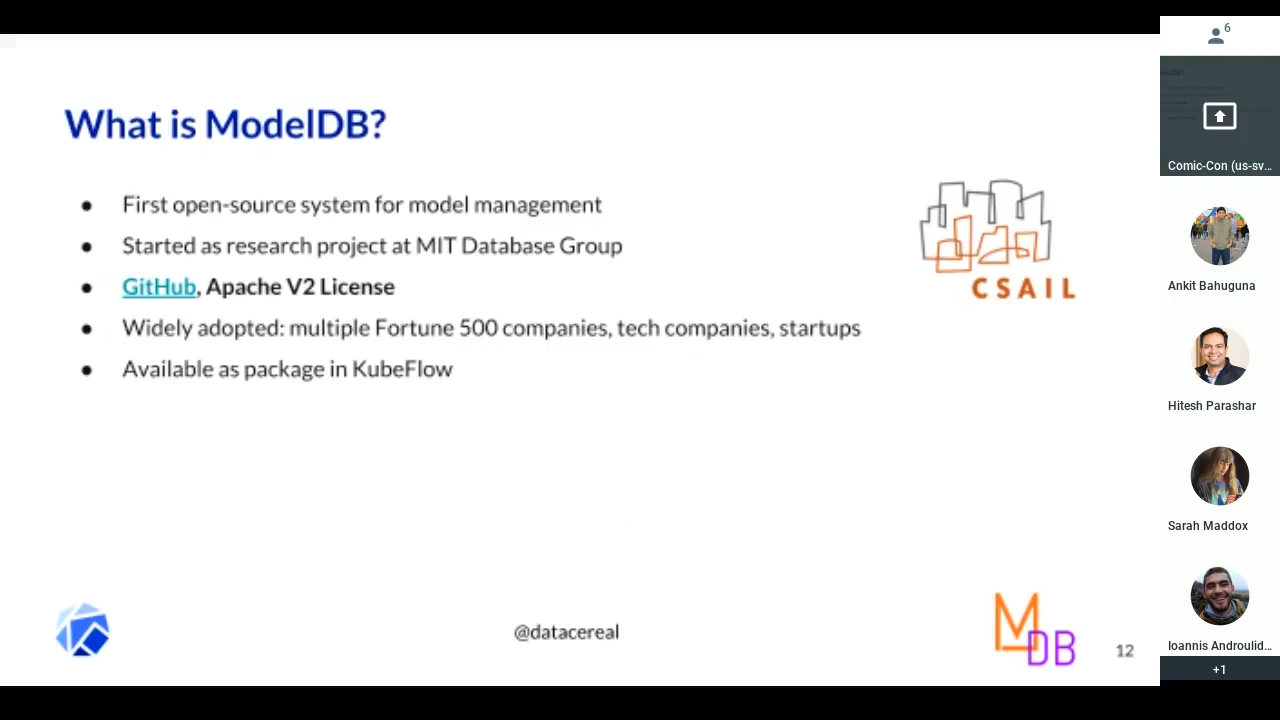 What is ModelDB?
● First open-source system for model management
● Started as research project at MIT Database Group
● GitHub, Apache V2 License
● Widely adopted: multiple Fortune 500 companies, tech companies, startups
● Available as package in KubeFlow
CSAIL
@datacereal
M
DB
12
6
Comic-Con (us-sv...
Ankit Bahuguna
Hitesh Parashar
Sarah Maddox
Ioannis Androulid...
+1